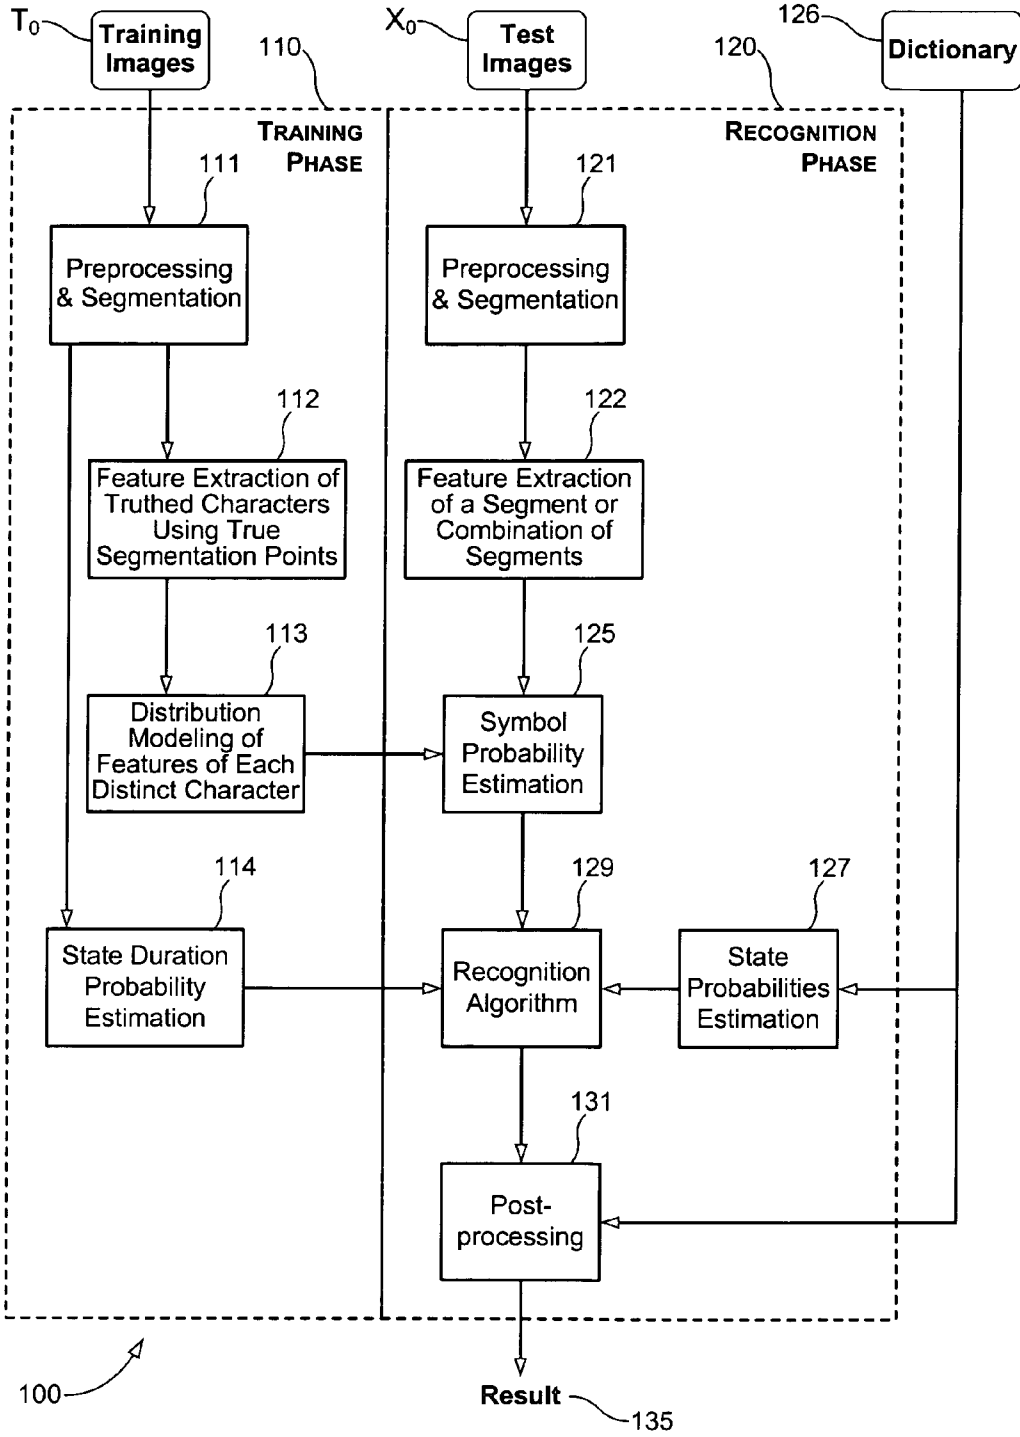 T0
Training
Images
X0
Test
Images
126
Dictionary
110
120
TRAINING
PHASE
RECOGNITION
PHASE
111
121
Preprocessing
& Segmentation
Preprocessing
& Segmentation
112
122
Feature Extraction of
Truthed Characters
Using True
Segmentation Points
Feature Extraction
of a Segment or
Combination of
Segments
113
125
Distribution
Modeling of
Features of Each
Distinct Character
Symbol
Probability
Estimation
114
129
127
State Duration
Probability
Estimation
Recognition
Algorithm
State
Probabilities
Estimation
131
Post-
processing
100
Result
135